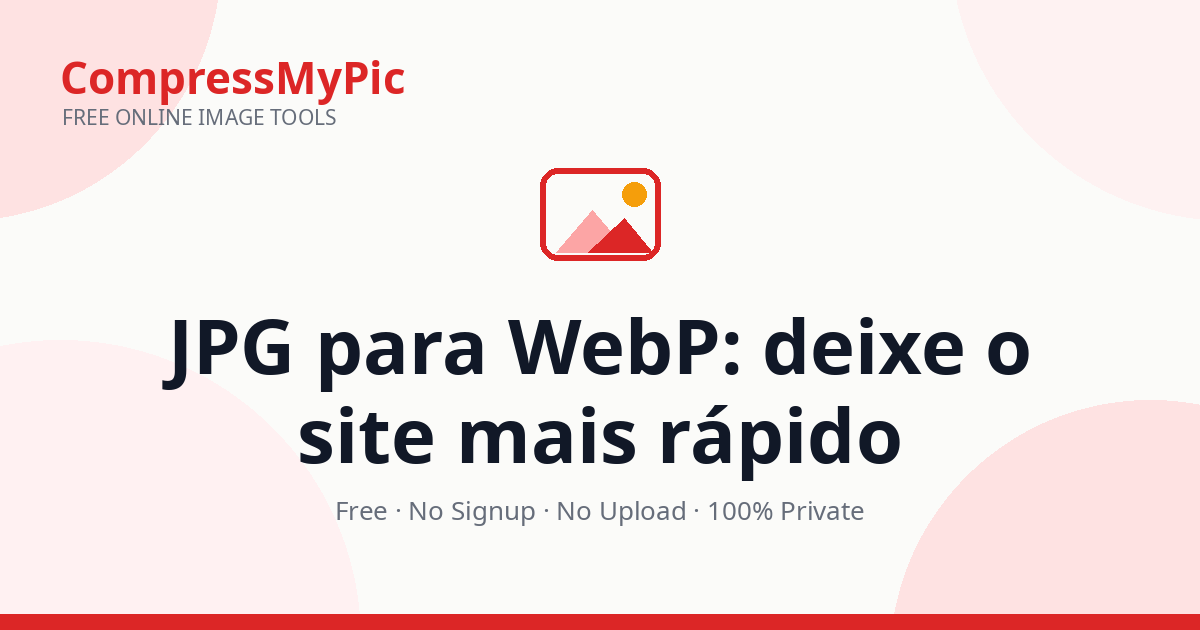 CompressMyPic
FREE ONLINE IMAGE TOOLS
JPG para WebP: deixe o
site mais rápido
Free · No Signup · No Upload · 100% Private